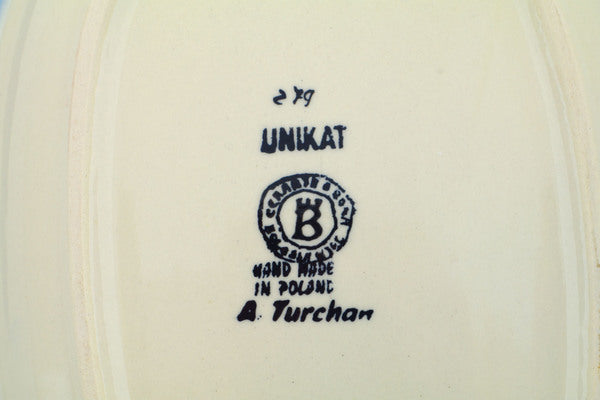 279
UNIKAT
B
HAND MADE
IN POLAND
A. Turchan